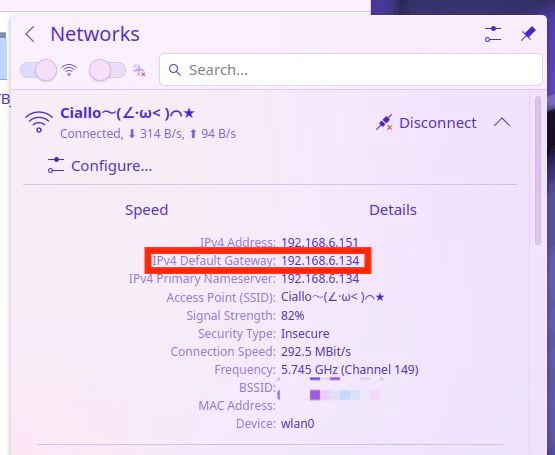 Networks
Search...
Ciallo～(∠·ω< )⌒★
Connected, ⬇ 314 B/s, ⬆ 94 B/s
Disconnect
Configure...
Speed Details
IPv4 Address: 192.168.6.151
IPv4 Default Gateway: 192.168.6.134
IPv4 Primary Nameserver: 192.168.6.134
Access Point (SSID): Ciallo～(∠·ω< )⌒★
Signal Strength: 82%
Security Type: Insecure
Connection Speed: 292.5 MBit/s
Frequency: 5.745 GHz (Channel 149)
BSSID:
MAC Address:
Device: wlan0